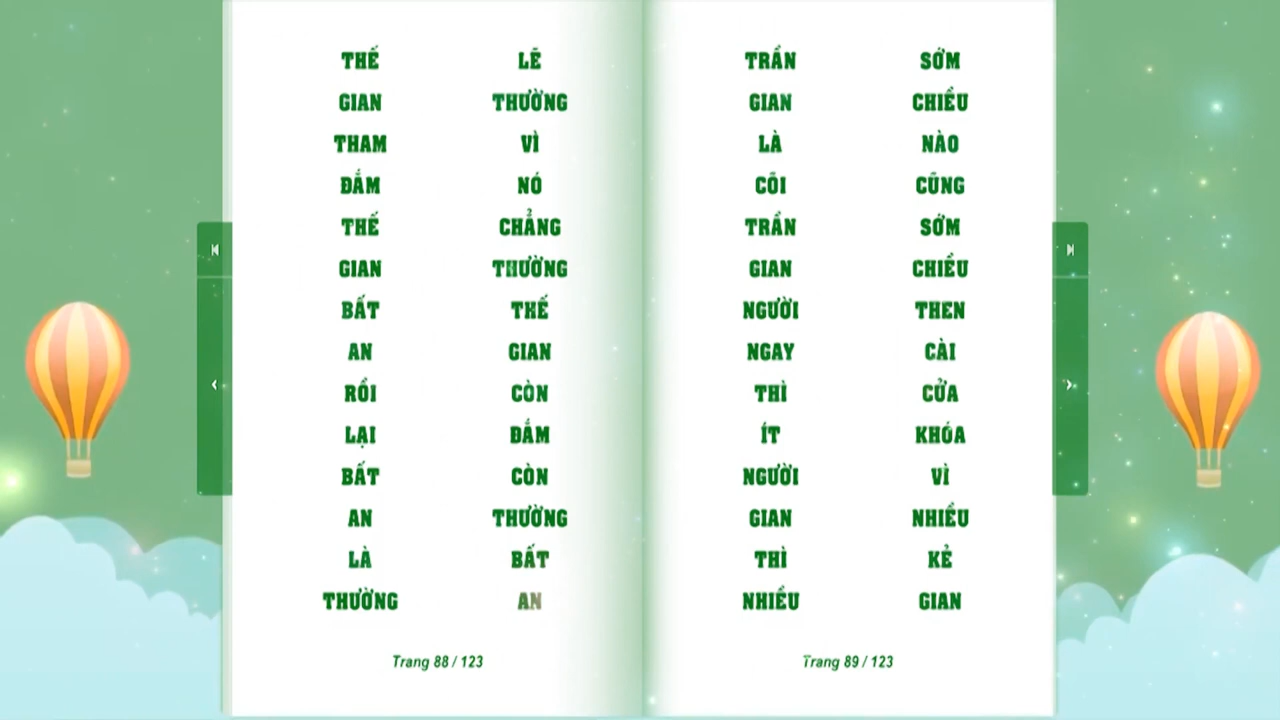 THẾ
GIAN
THAM
ĐẮM
THẾ
GIAN
BẤT
AN
RỒI
LẠI
BẤT
AN
LÀ
THƯỜNG
LẼ
THƯỜNG
VÌ
NÓ
CHẲNG
THƯỜNG
THẾ
GIAN
CÒN
ĐẮM
CÒN
THƯỜNG
BẤT
AN
Trang 88 / 123
TRẦN
GIAN
LÀ
CÕI
TRẦN
GIAN
NGƯỜI
NGAY
THÌ
ÍT
NGƯỜI
GIAN
THÌ
NHIỀU
SỚM
CHIỀU
NÀO
CŨNG
SỚM
CHIỀU
THEN
CÀI
CỬA
KHÓA
VÌ
NHIỀU
KẺ
GIAN
Trang 89 / 123